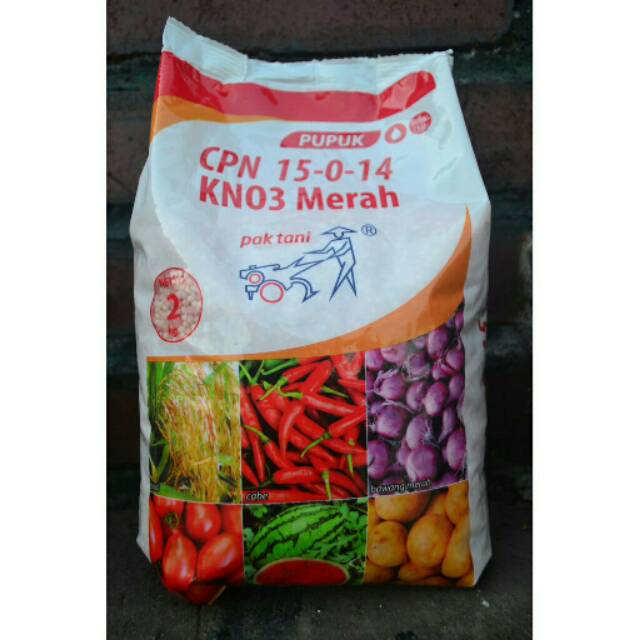 PUPUK
CPN 15-0-14
KNO3 Merah
pak tani ®
2
cabe
bawang merah